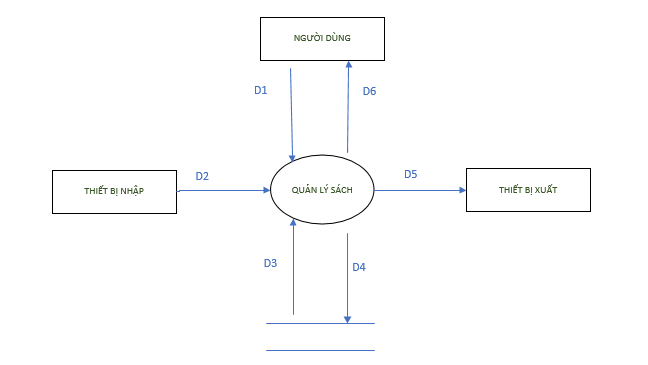 NGƯỜI DÙNG
D1
D6
D2
D5
THIẾT BỊ NHẬP
QUẢN LÝ SÁCH
THIẾT BỊ XUẤT
D3
D4